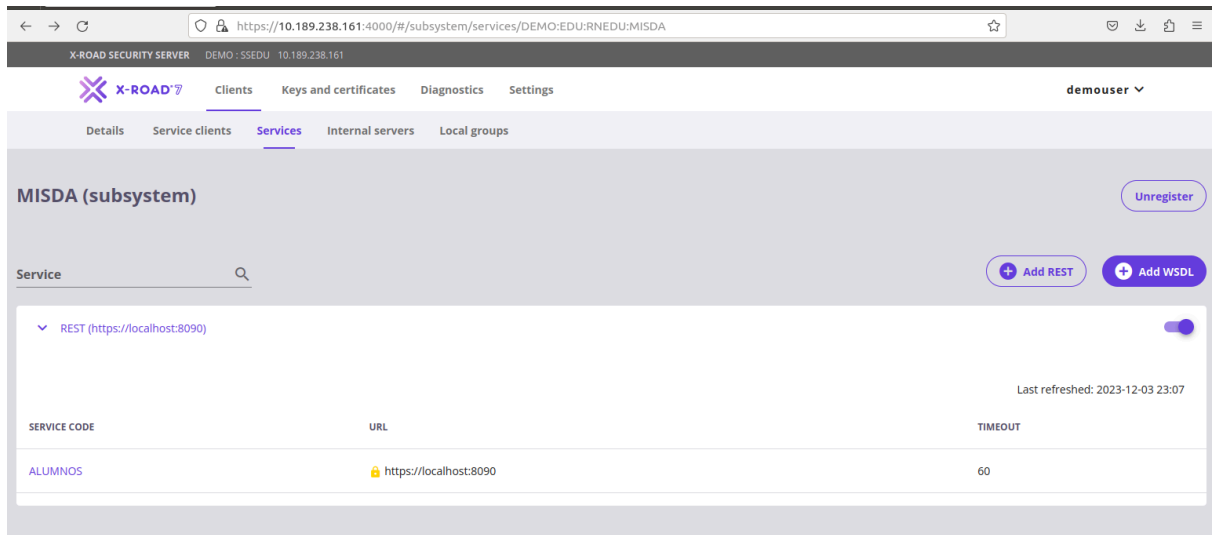 https://10.189.238.161:4000/#/subsystem/services/DEMO:EDU:RNEDU:MISDA
X-ROAD SECURITY SERVER DEMO : SSEDU 10.189.238.161
X-ROAD®7 Clients Keys and certificates Diagnostics Settings demouser
Details Service clients Services Internal servers Local groups
MISDA (subsystem) Unregister
Service Add REST Add WSDL
REST (https://localhost:8090)
Last refreshed: 2023-12-03 23:07
SERVICE CODE URL TIMEOUT
ALUMNOS https://localhost:8090 60